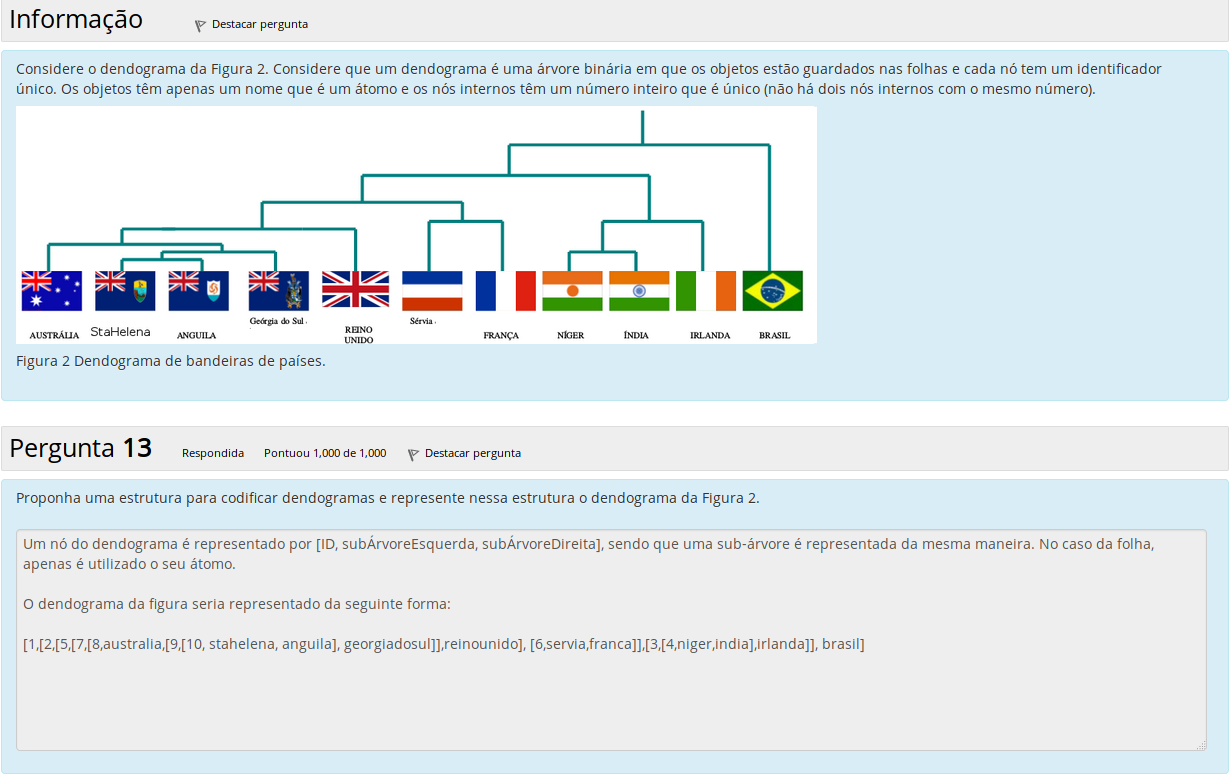 Informação
Destacar pergunta
Considere o dendograma da Figura 2. Considere que um dendograma é uma árvore binária em que os objetos estão guardados nas folhas e cada nó tem um identificador
único. Os objetos têm apenas um nome que é um átomo e os nós internos têm um número inteiro que é único (não há dois nós internos com o mesmo número).
AUSTRÁLIA
StaHelena
ANGUILA
Geórgia do Sul .
REINO
UNIDO
Sérvia .
FRANÇA
NÍGER
ÍNDIA
IRLANDA
BRASIL
Figura 2 Dendograma de bandeiras de países.
Pergunta 13
Respondida
Pontuou 1,000 de 1,000
Destacar pergunta
Proponha uma estrutura para codificar dendogramas e represente nessa estrutura o dendograma da Figura 2.
Um nó do dendograma é representado por [ID, subÁrvoreEsquerda, subÁrvoreDireita], sendo que uma sub-árvore é representada da mesma maneira. No caso da folha,
apenas é utilizado o seu átomo.
O dendograma da figura seria representado da seguinte forma:
[1,[2,[5,[7,[8,australia,[9,[10, stahelena, anguila], georgiadosul]],reinounido], [6,servia,franca]],[3,[4,niger,india],irlanda]], brasil]